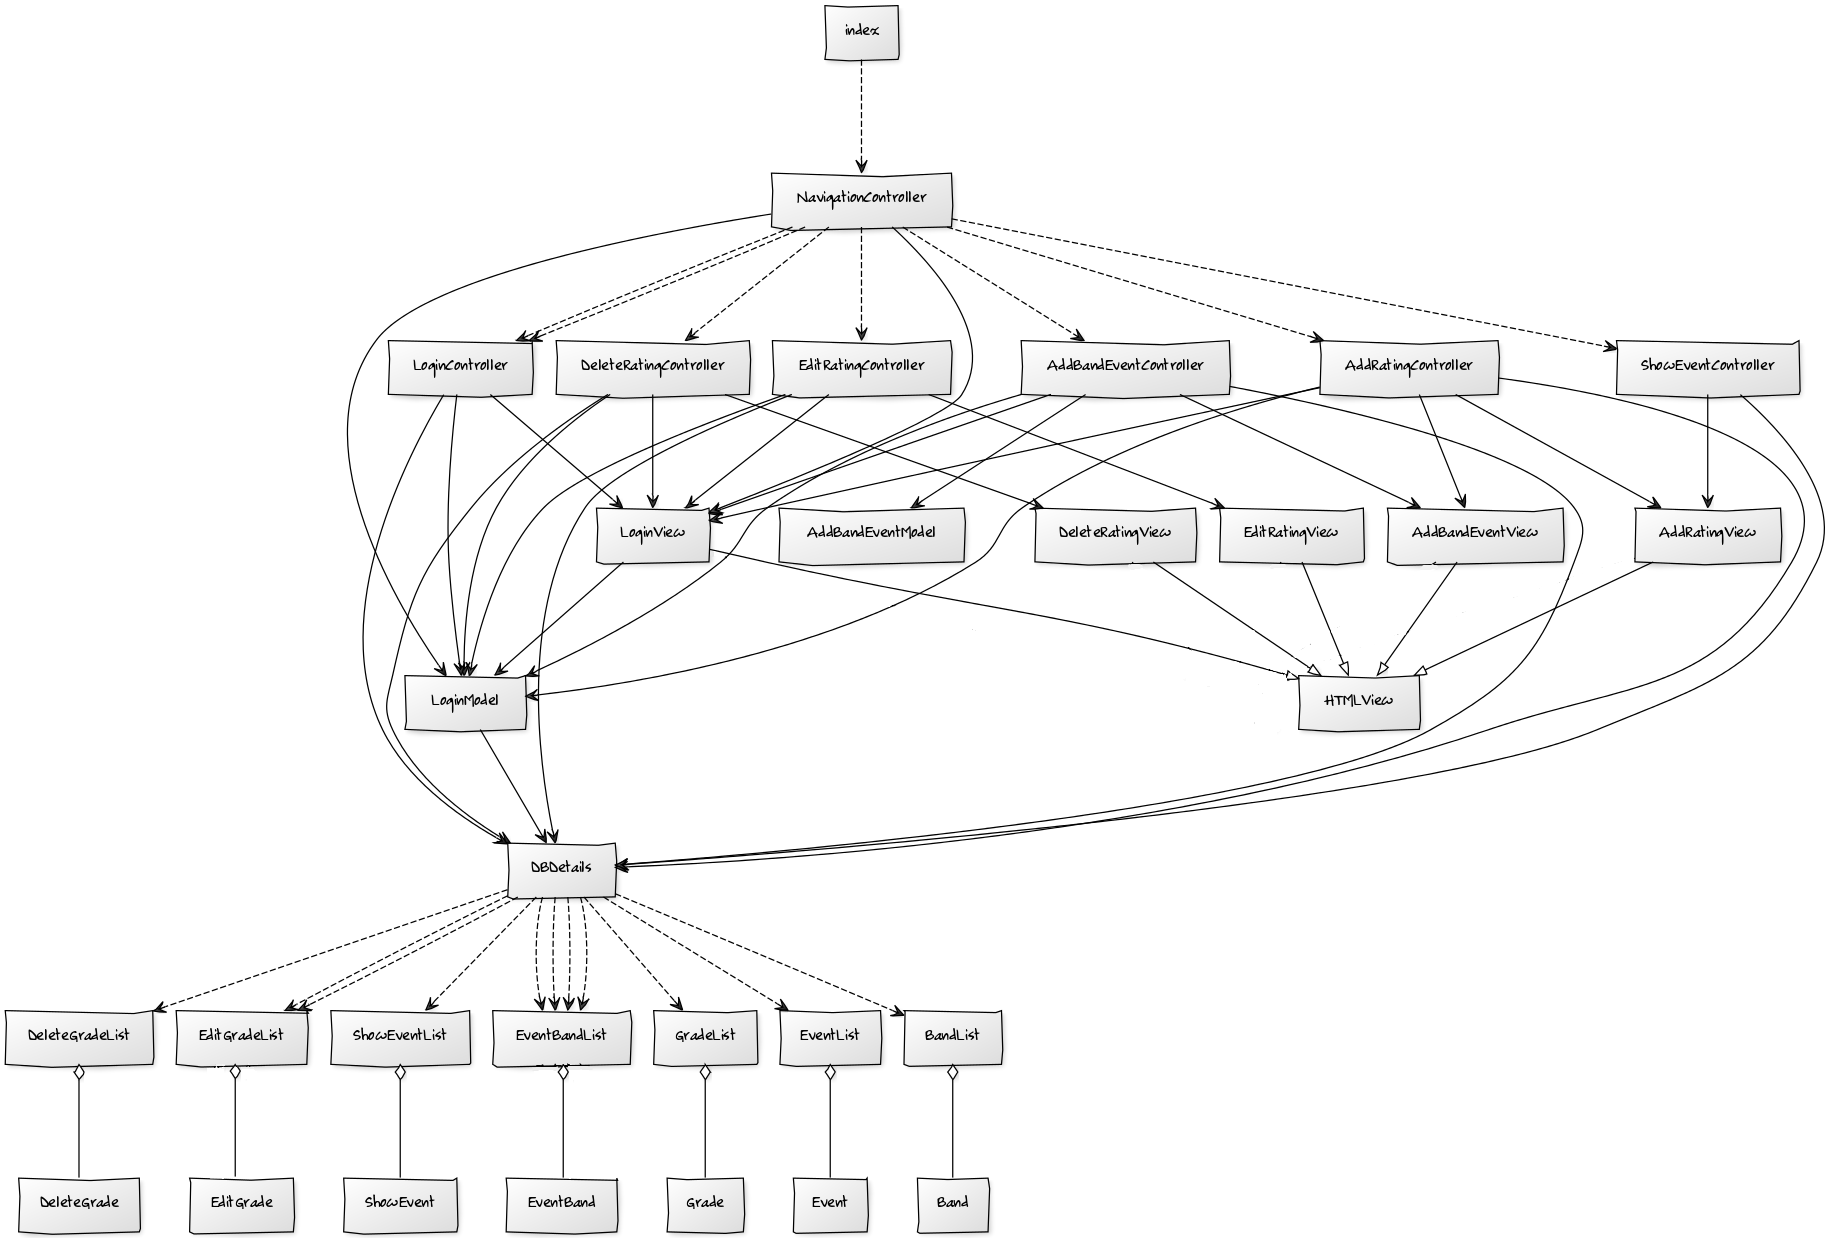 index
NavigationController
LoginController
DeleteRatingController
EditRatingController
AddBandEventController
AddRatingController
ShowEventController
LoginView
AddBandEventModel
DeleteRatingView
EditRatingView
AddBandEventView
AddRatingView
LoginModel
HTMLView
DBDetails
DeleteGradeList
EditGradeList
ShowEventList
EventBandList
GradeList
EventList
BandList
DeleteGrade
EditGrade
ShowEvent
EventBand
Grade
Event
Band